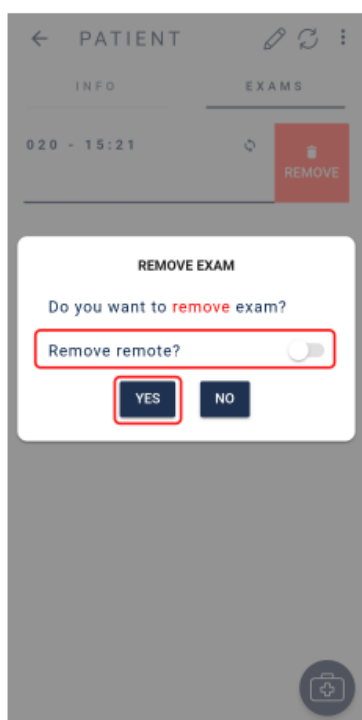 PATIENT
INFO EXAMS
020 - 15:21
REMOVE
REMOVE EXAM
Do you want to remove exam?
Remove remote?
YES NO